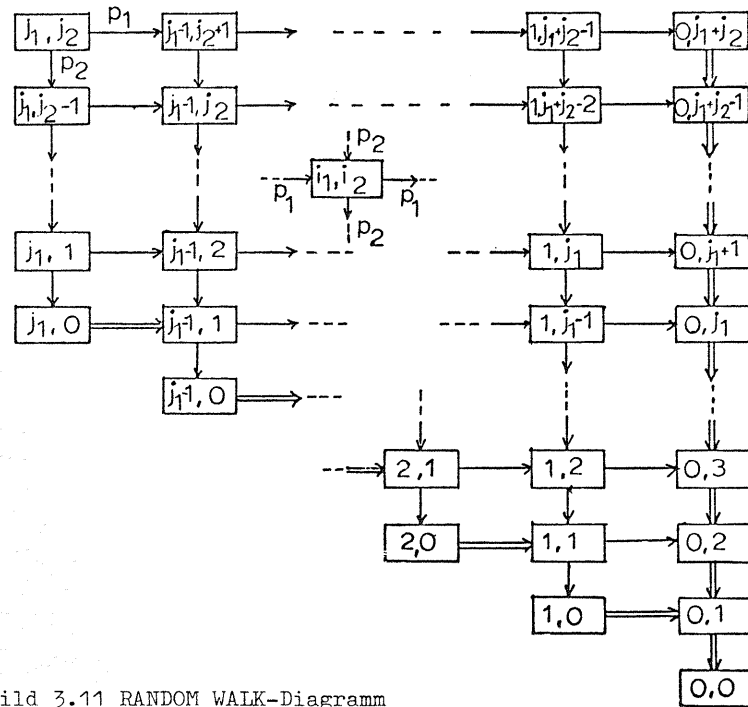 p₁
j₁, j₂ j₁-1, j₂+1 1, j₁+j₂-1 0, j₁+j₂
p₂
j₁, j₂-1 j₁-1, j₂ 1, j₁+j₂-2 0, j₁+j₂-1
p₂
i₁, i₂
p₁ p₁
p₂
j₁, 1 j₁-1, 2 1, j₁ 0, j₁+1
j₁, 0 j₁-1, 1 1, j₁-1 0, j₁
j₁-1, 0
2,1 1,2 0,3
2,0 1,1 0,2
1,0 0,1
0,0
ild 3.11 RANDOM WALK-Diagramm